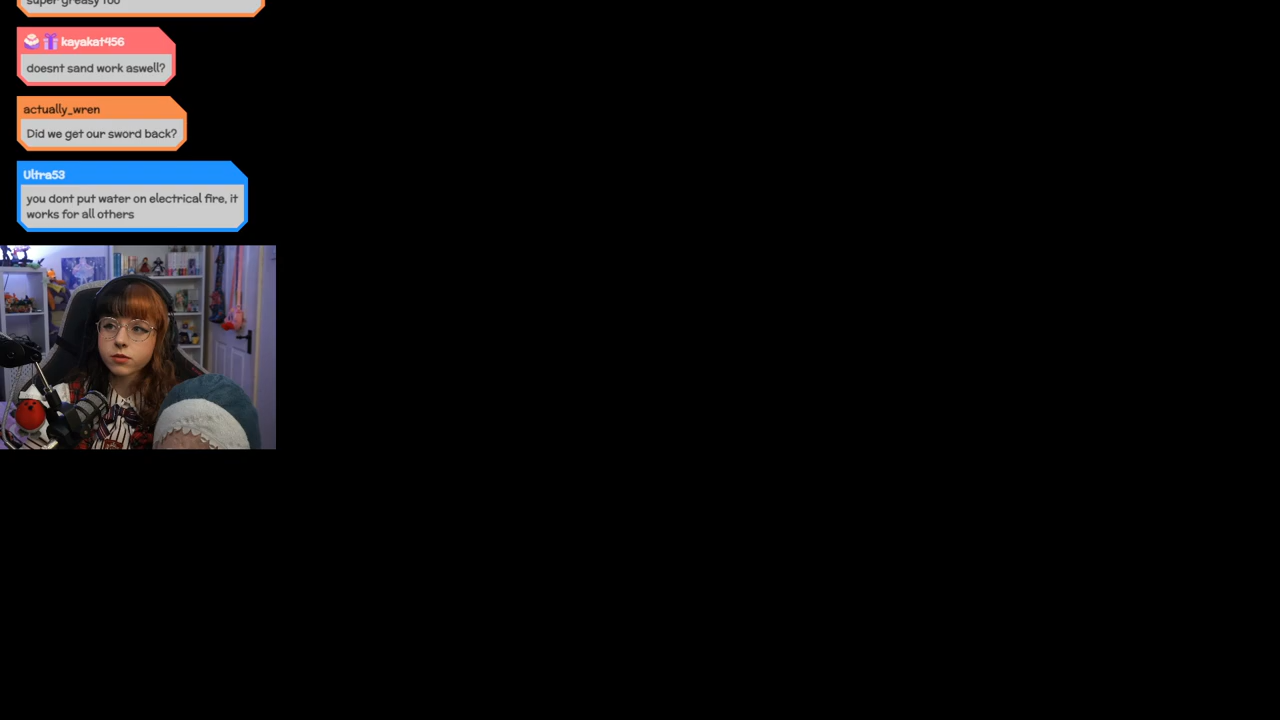 super greasy too
kayakat456
doesnt sand work aswell?
actually_wren
Did we get our sword back?
Ultra53
you dont put water on electrical fire, it
works for all others